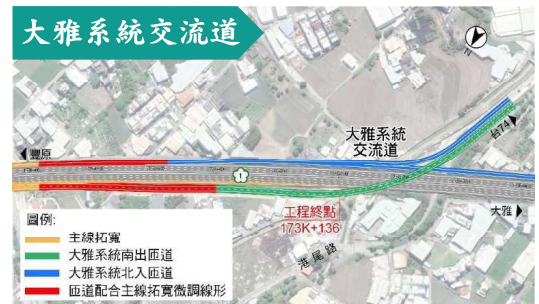 大雅系統交流道
N
台74
大雅系統
交流道
豐原
1
大雅
工程終點
173K+136
港尾路
圖例:
主線拓寬
大雅系統南出匝道
大雅系統北入匝道
匝道配合主線拓寬微調線形